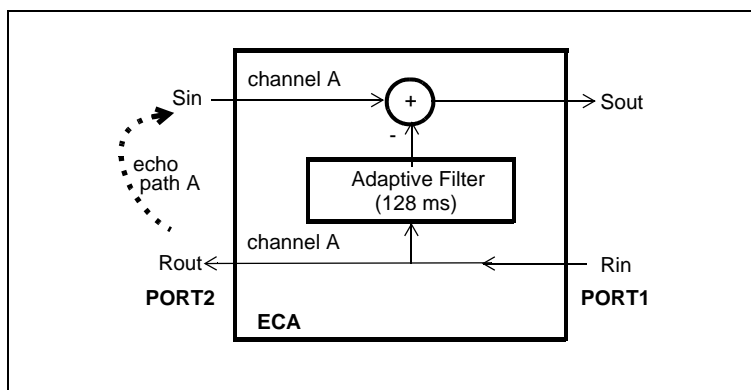 channel A
Sin
+
Sout
-
echo
path A
Adaptive Filter
(128 ms)
channel A
Rout
Rin
PORT2
PORT1
ECA